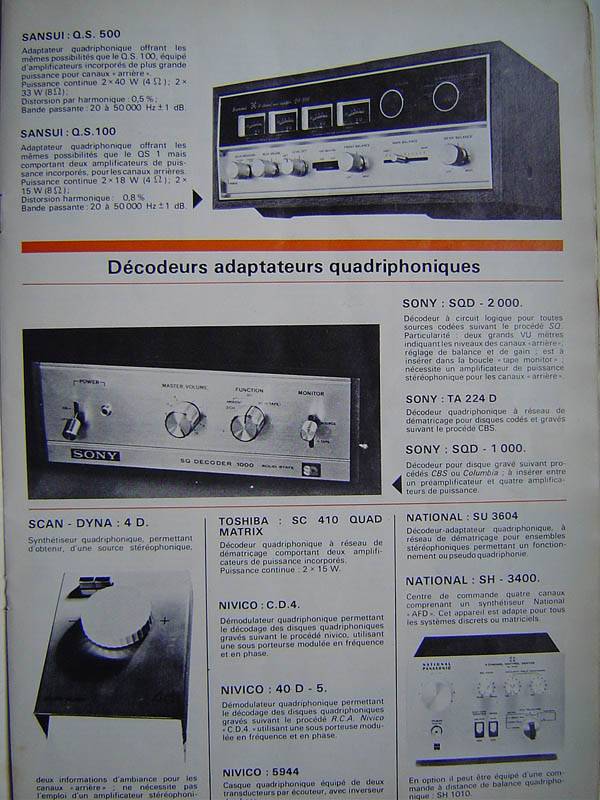 SANSUI : Q.S. 500
Adaptateur quadriphonique offrant les
mêmes possibilités que le Q.S. 100, équipé
d'amplificateurs incorporés de plus grande
puissance pour canaux « arrière ».
Puissance continue 2 × 40 W (4 Ω) ; 2 ×
33 W (8 Ω) ;
Distorsion par harmonique : 0,5 % ;
Bande passante : 20 à 50 000 Hz ± 1 dB.
SANSUI : Q.S.100
Adaptateur quadriphonique offrant les
mêmes possibilités que le QS 1 mais
comportant deux amplificateurs de puis-
sance incorporés, pour les canaux arrières.
Puissance continue 2 × 18 W (4 Ω) ; 2 ×
15 W (8 Ω) ;
Distorsion harmonique : 0,8 %
Bande passante : 20 à 50 000 Hz ± 1 dB.
Décodeurs adaptateurs quadriphoniques
SONY : SQD - 2 000.
Décodeur à circuit logique pour toutes
sources codées suivant le procédé SQ.
Particularité : deux grands VU mètres
indiquant les niveaux des canaux « arrière » ;
réglage de balance et de gain ; est à
insérer dans la boucle « tape monitor » ;
nécessite un amplificateur de puissance
stéréophonique pour les canaux « arrière ».
SONY : TA 224 D
Décodeur quadriphonique à réseau de
dématriçage pour disques codés et gravés
suivant le procédé CBS.
SONY : SQD - 1 000.
Décodeur pour disque gravé suivant pro-
cédés CBS ou Columbia ; à insérer entre
un préamplificateur et quatre amplifica-
teurs de puissance.
POWER
MASTER VOLUME
FUNCTION
MONITOR
SONY
SQ DECODER 1000
SOLID STATE
SCAN - DYNA : 4 D.
Synthétiseur quadriphonique, permettant
d'obtenir, d'une source stéréophonique,
deux informations d'ambiance pour les
canaux « arrière » ; ne nécessite pas
l'emploi d'un amplificateur stéréophoni-
TOSHIBA : SC 410 QUAD
MATRIX
Décodeur quadriphonique à réseau de
dématriçage comportant deux amplifi-
cateurs de puissance incorporés.
Puissance continue : 2 × 15 W.
NIVICO : C.D.4.
Démodulateur quadriphonique permettant
le décodage des disques quadriphoniques
gravés suivant le procédé nivico, utilisant
une sous porteurse modulée en fréquence
et en phase.
NIVICO : 40 D - 5.
Démodulateur quadriphonique permettant
le décodage des disques quadriphoniques
gravés suivant le procédé R.C.A. Nivico
« C.D.4. » utilisant une sous porteuse modu-
lée en fréquence et en phase.
NIVICO : 5944
Casque quadriphonique équipé de deux
transducteurs par écouteur, avec inverseur
NATIONAL : SU 3604
Décodeur-adaptateur quadriphonique, à
réseau de dématriçage pour ensembles
stéréophoniques permettant un fonction-
nement ou pseudo quadriphonie.
NATIONAL : SH - 3400.
Centre de commande quatre canaux
comprenant un synthétiseur National
« AFD ». Cet appareil est adapté pour tous
les systèmes discrets ou matriciels.
NATIONAL
PANASONIC
En option il peut être équipé d'une com-
mande à distance de balance quadripho-
nique : SH 1010.